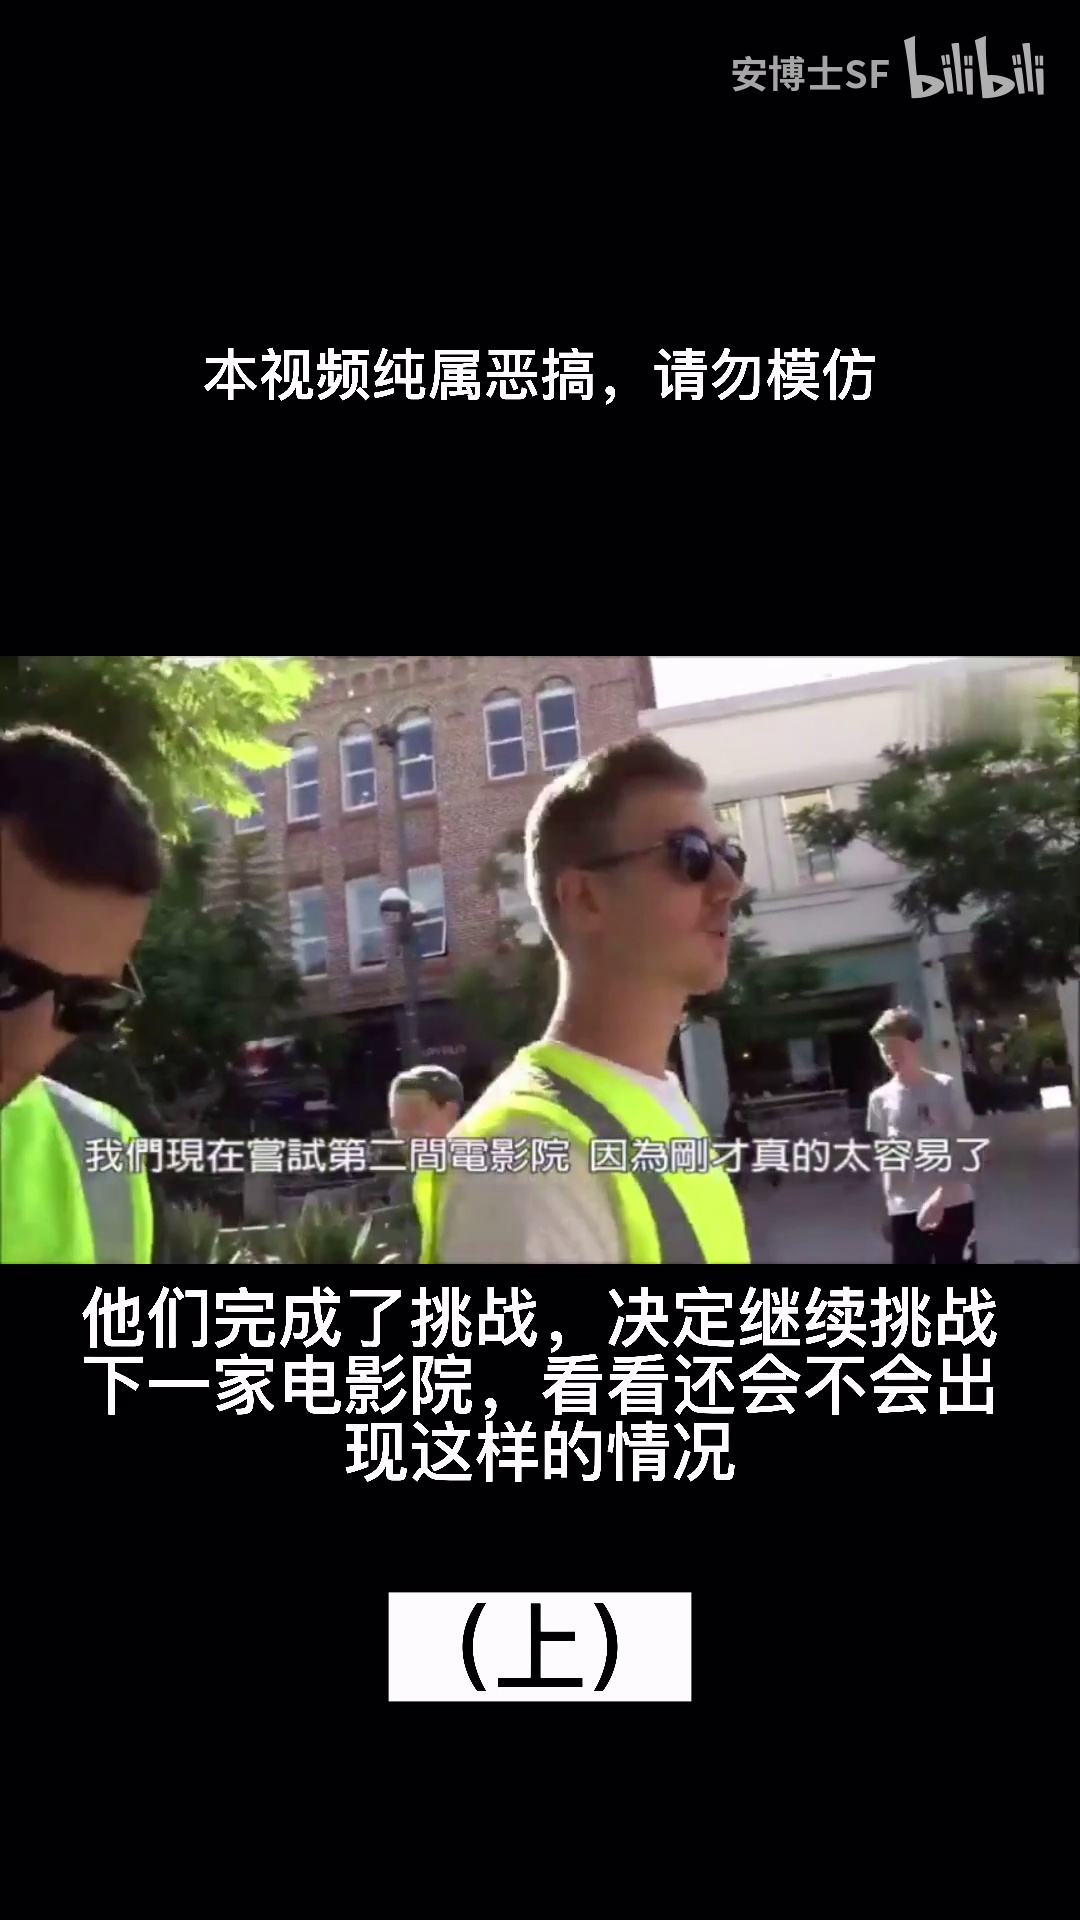 安博士SF bilibili
本视频纯属恶搞，请勿模仿
我們現在嘗試第二間電影院 因為剛才真的太容易了
他们完成了挑战，决定继续挑战
下一家电影院，看看还会不会出
现这样的情况
（上）